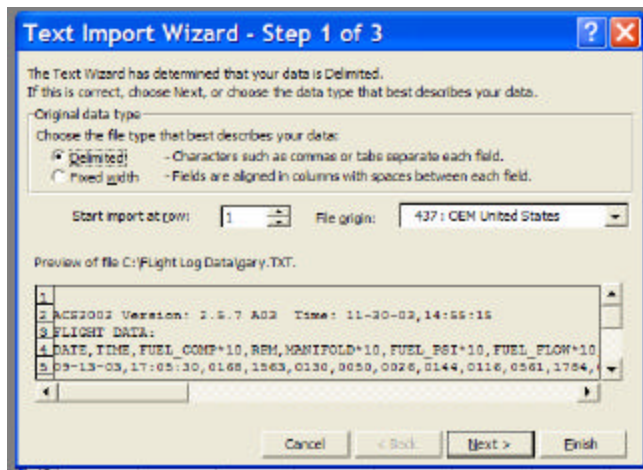 Text Import Wizard - Step 1 of 3
The Text Wizard has determined that your data is Delimited.
If this is correct, choose Next, or choose the data type that best describes your data.
Original data type
Choose the file type that best describes your data:
Delimited - Characters such as commas or tabs separate each field.
Fixed width - Fields are aligned in columns with spaces between each field.
Start import at row: 1 File origin: 437 : OEM United States
Preview of file C:\FLight Log Data\gary.TXT.
1
2 ACS2002 Version: 2.5.7 A03 Time: 11-30-03,14:55:15
3 FLIGHT DATA:
4 DATE,TIME,FUEL_COMP*10,RPM,MANIFOLD*10,FUEL_PSI*10,FUEL_FLOW*10
5 09-13-03,17:05:30,0168,1563,0130,0050,0026,0144,0116,0561,1784,
Cancel < Back Next > Finish